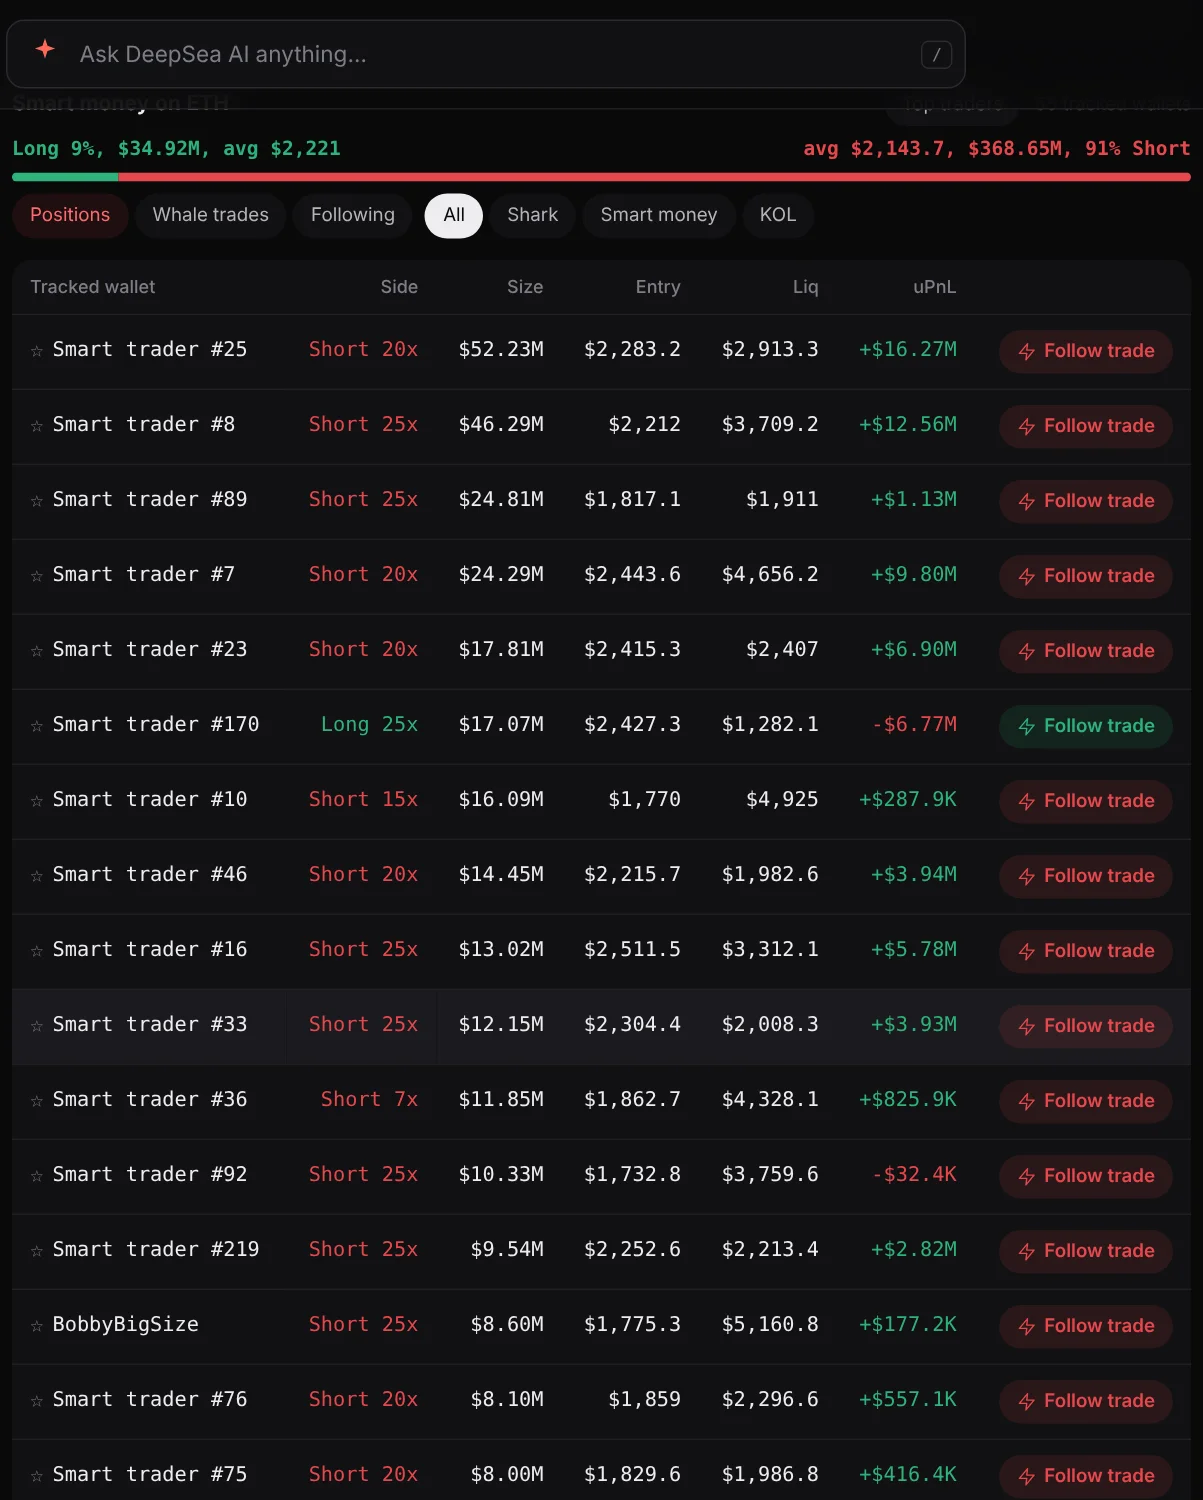 Ask DeepSea AI anything... /
Smart money on ETH Top traders
Long 9%, $34.92M, avg $2,221 avg $2,143.7, $368.65M, 91% Short
Positions Whale trades Following All Shark Smart money KOL
Tracked wallet Side Size Entry Liq uPnL
☆ Smart trader #25 Short 20x $52.23M $2,283.2 $2,913.3 +$16.27M Follow trade
☆ Smart trader #8 Short 25x $46.29M $2,212 $3,709.2 +$12.56M Follow trade
☆ Smart trader #89 Short 25x $24.81M $1,817.1 $1,911 +$1.13M Follow trade
☆ Smart trader #7 Short 20x $24.29M $2,443.6 $4,656.2 +$9.80M Follow trade
☆ Smart trader #23 Short 20x $17.81M $2,415.3 $2,407 +$6.90M Follow trade
☆ Smart trader #170 Long 25x $17.07M $2,427.3 $1,282.1 -$6.77M Follow trade
☆ Smart trader #10 Short 15x $16.09M $1,770 $4,925 +$287.9K Follow trade
☆ Smart trader #46 Short 20x $14.45M $2,215.7 $1,982.6 +$3.94M Follow trade
☆ Smart trader #16 Short 25x $13.02M $2,511.5 $3,312.1 +$5.78M Follow trade
☆ Smart trader #33 Short 25x $12.15M $2,304.4 $2,008.3 +$3.93M Follow trade
☆ Smart trader #36 Short 7x $11.85M $1,862.7 $4,328.1 +$825.9K Follow trade
☆ Smart trader #92 Short 25x $10.33M $1,732.8 $3,759.6 -$32.4K Follow trade
☆ Smart trader #219 Short 25x $9.54M $2,252.6 $2,213.4 +$2.82M Follow trade
☆ BobbyBigSize Short 25x $8.60M $1,775.3 $5,160.8 +$177.2K Follow trade
☆ Smart trader #76 Short 20x $8.10M $1,859 $2,296.6 +$557.1K Follow trade
☆ Smart trader #75 Short 20x $8.00M $1,829.6 $1,986.8 +$416.4K Follow trade